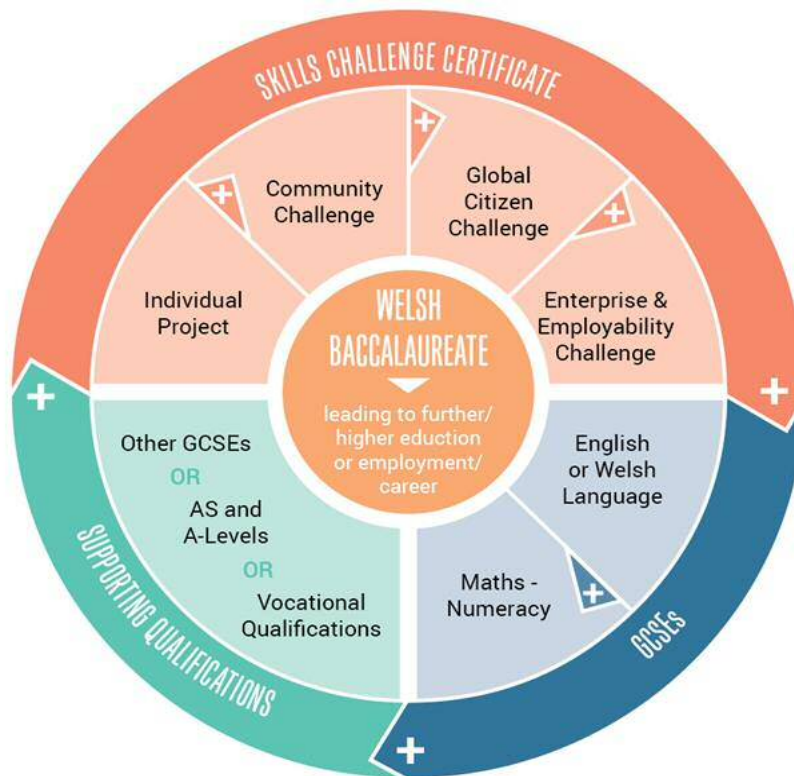 SKILLS CHALLENGE CERTIFICATE
+
Community
Challenge
+
Global
Citizen
Challenge
+
Individual
Project
Enterprise &
Employability
Challenge
WELSH
BACCALAUREATE
leading to further/
higher eduction
or employment/
career
+
+
Other GCSEs
OR
AS and
A-Levels
OR
Vocational
Qualifications
English
or Welsh
Language
Maths -
Numeracy
+
SUPPORTING QUALIFICATIONS
GCSEs
+